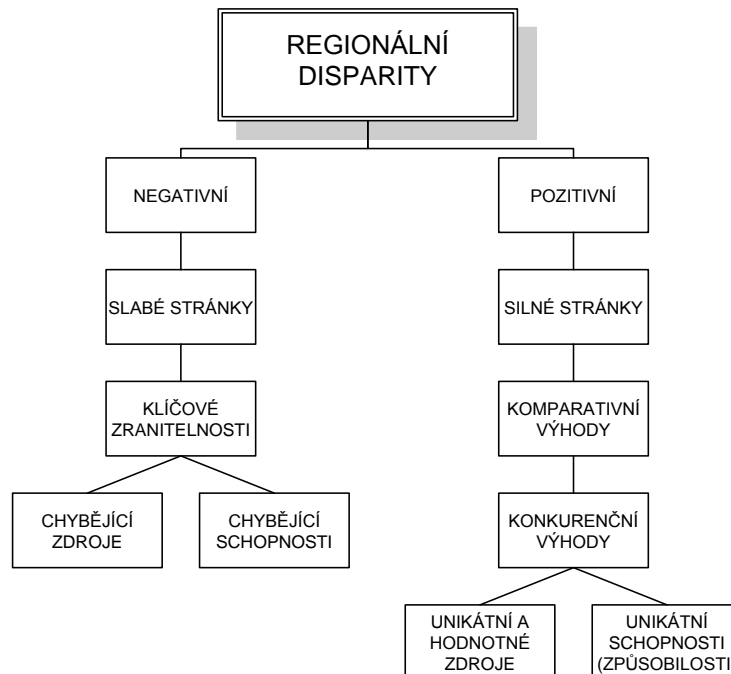 REGIONÁLNÍ
DISPARITY
NEGATIVNÍ
POZITIVNÍ
SLABÉ STRÁNKY
SILNÉ STRÁNKY
KLÍČOVÉ
ZRANITELNOSTI
KOMPARATIVNÍ
VÝHODY
CHYBĚJÍCÍ
ZDROJE
CHYBĚJÍCÍ
SCHOPNOSTI
KONKURENČNÍ
VÝHODY
UNIKÁTNÍ A
HODNOTNÉ
ZDROJE
UNIKÁTNÍ
SCHOPNOSTI
(ZPŮSOBILOSTI